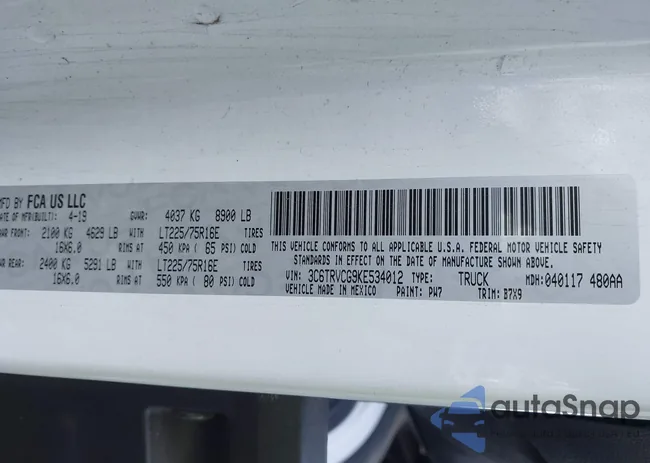 MFD BY FCA US LLC
DATE OF MFR(BUILT): 4-19 GVWR: 4037 KG 8900 LB
GAWR FRONT: 2100 KG 4629 LB WITH LT225/75R16E TIRES
16X6.0 RIMS AT 450 KPA ( 65 PSI) COLD
WR REAR: 2400 KG 5291 LB WITH LT225/75R16E TIRES
16X6.0 RIMS AT 550 KPA ( 80 PSI) COLD
THIS VEHICLE CONFORMS TO ALL APPLICABLE U.S.A. FEDERAL MOTOR VEHICLE SAFETY
STANDARDS IN EFFECT ON THE DATE OF MANUFACTURE SHOWN ABOVE.
VIN: 3C6TRVCG9KE534012 TYPE: TRUCK MDH: 040117 480AA
VEHICLE MADE IN MEXICO PAINT: PW7 TRIM: B7X9
autoSnap